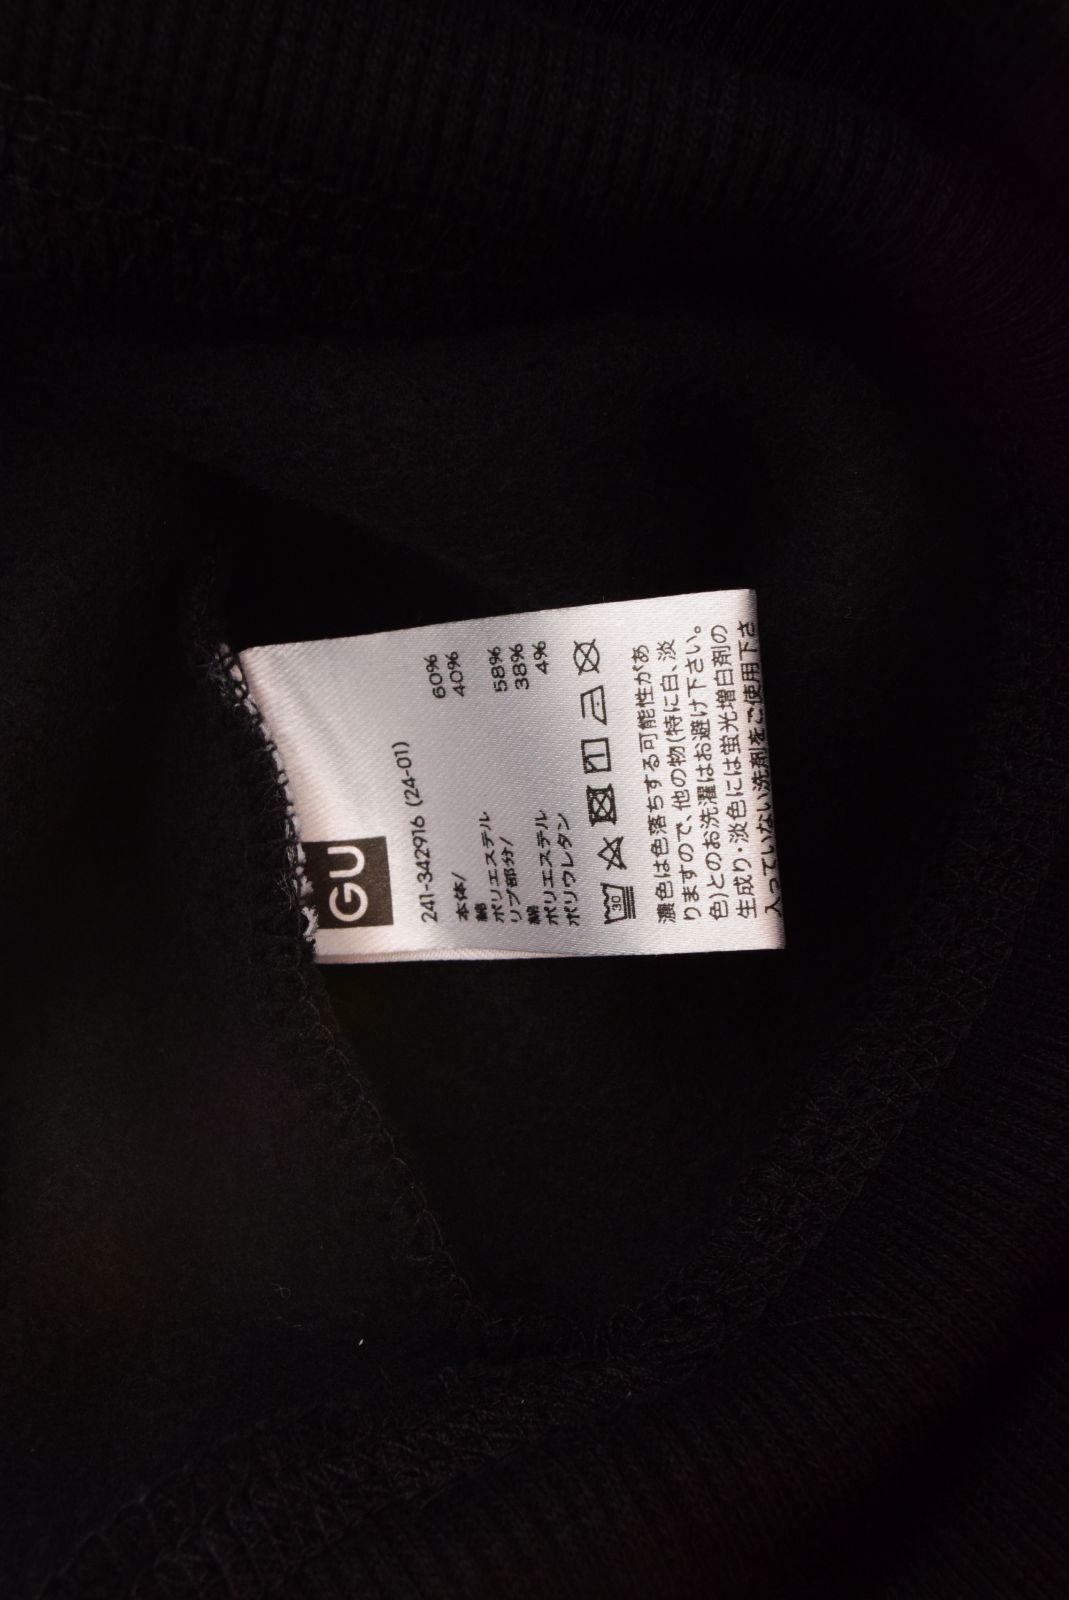 GU
241-342916 (24-01)
本体/
綿 60%
ポリエステル 40%
リブ部分/
綿 58%
ポリエステル 38%
ポリウレタン 4%
30
濃色は色落ちする可能性があ
りますので、他の物(特に白、淡
色)とのお洗濯はお避け下さい。
生成り・淡色には蛍光増白剤の
入っていない洗剤をご使用下さ